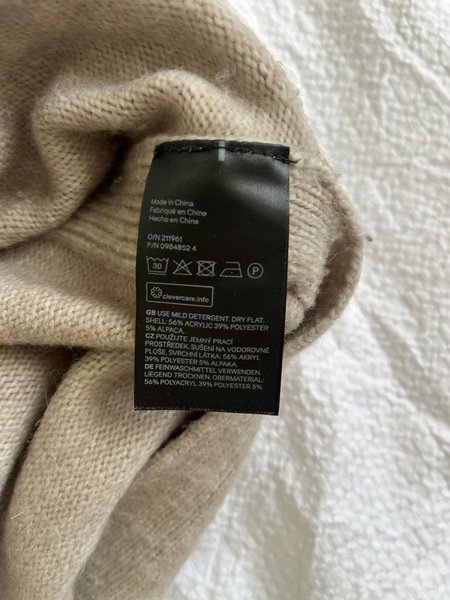 Made in China
Fabriqué en Chine
Hecho en China
O/N 211961
P/N 0984852 4
30
P
clevercare.info
GB USE MILD DETERGENT. DRY FLAT.
SHELL: 56% ACRYLIC 39% POLYESTER
5% ALPACA.
CZ POUŽIJTE JEMNÝ PRACÍ
PROSTŘEDEK. SUŠENÍ NA VODOROVNÉ
PLOŠE. SVRCHNÍ LÁTKA: 56% AKRYL
39% POLYESTER 5% ALPAKA.
DE FEINWASCHMITTEL VERWENDEN.
LIEGEND TROCKNEN. OBERMATERIAL:
56% POLYACRYL 39% POLYESTER 5%